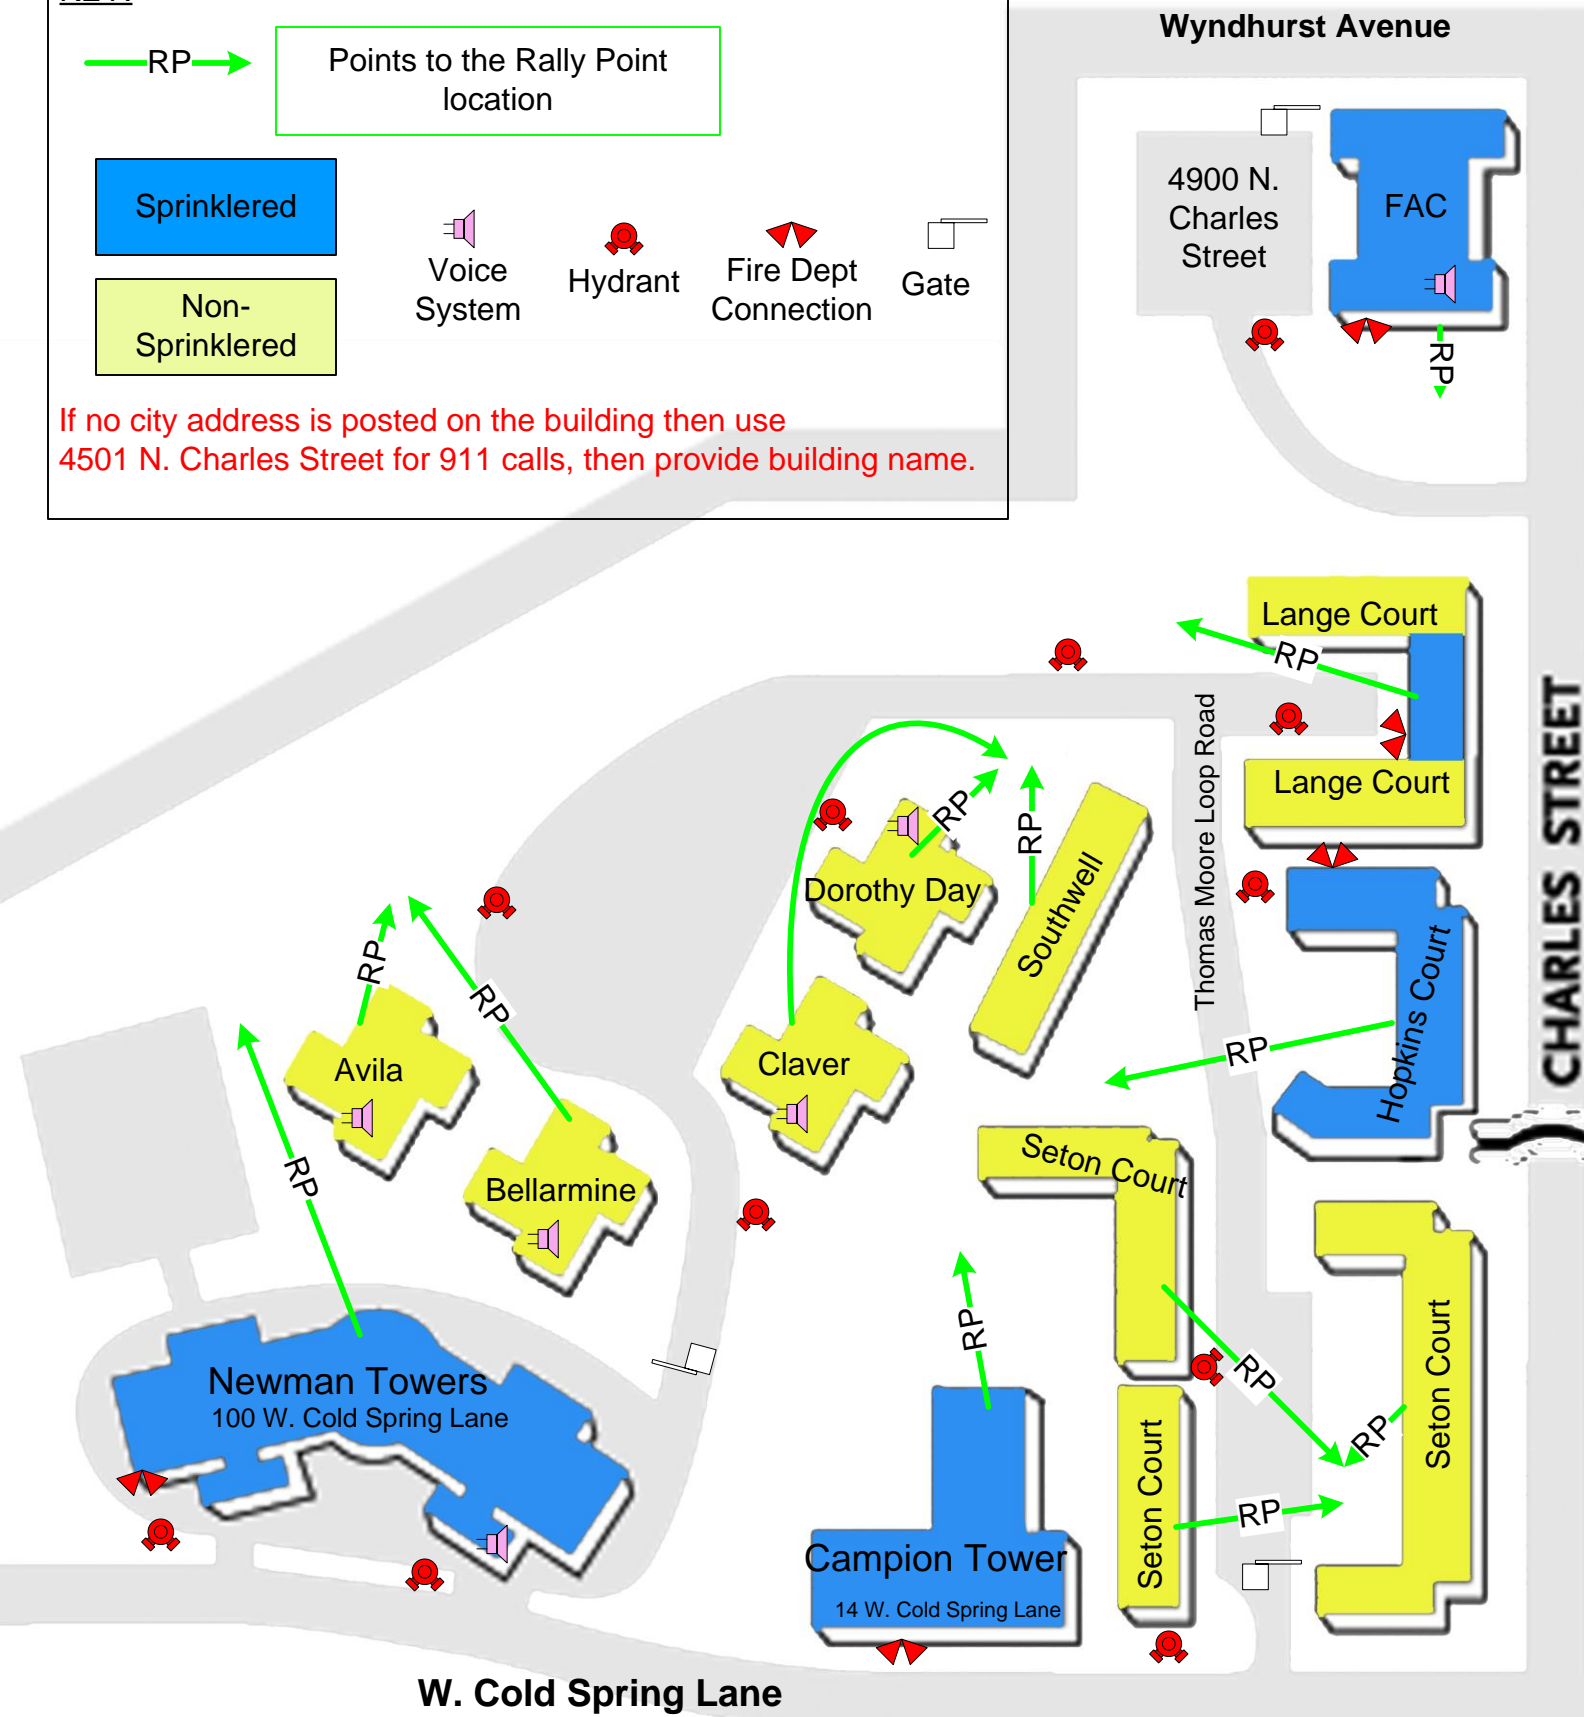 Wyndhurst Avenue
RP
Points to the Rally Point
location
Sprinklered
Non-
Sprinklered
Voice
System
Hydrant
Fire Dept
Connection
Gate
If no city address is posted on the building then use
4501 N. Charles Street for 911 calls, then provide building name.
4900 N.
Charles
Street
FAC
RP
Lange Court
RP
Lange Court
Thomas Moore Loop Road
CHARLES STREET
RP
Dorothy Day
RP
Southwell
Hopkins Court
RP
RP
Avila
RP
Bellarmine
Claver
RP
Seton Court
RP
RP
Seton Court
RP
Seton Court
RP
Newman Towers
100 W. Cold Spring Lane
Campion Tower
14 W. Cold Spring Lane
W. Cold Spring Lane